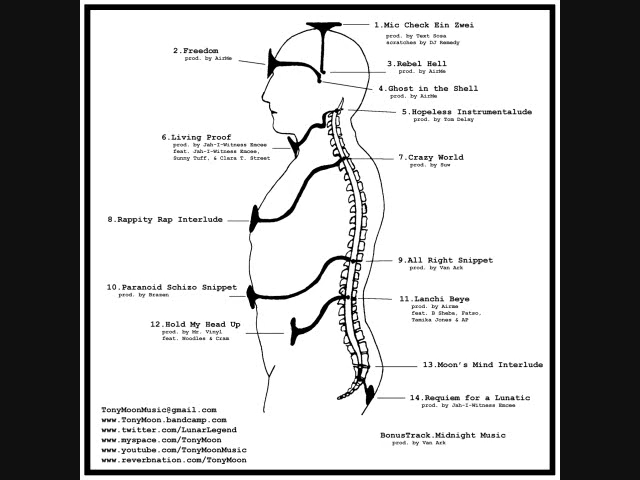 1.Mic Check Ein Zwei
prod. by Text Sosa
scratches by DJ Remedy
2.Freedom
prod. by AirMe
3.Rebel Hell
prod. by AirMe
4.Ghost in the Shell
prod. by AirMe
5.Hopeless Instrumentalude
prod. by Tom Delay
6.Living Proof
prod. by Jah-I-Witness Emcee
feat. Jah-I-Witness Emcee,
Sunny Tuff, & Clara T. Street
7.Crazy World
prod. by Suw
8.Rappity Rap Interlude
9.All Right Snippet
prod. by Van Ark
10.Paranoid Schizo Snippet
prod. by Brazen
11.Lanchi Beye
prod. by Airme
feat. B Sheba, Fatso,
Tamika Jones & AP
12.Hold My Head Up
prod. by Mr. Vinyl
feat. Noodles & Cram
13.Moon's Mind Interlude
14.Requiem for a Lunatic
prod. by Jah-I-Witness Emcee
TonyMoonMusic@gmail.com
www.TonyMoon.bandcamp.com
www.twitter.com/LunarLegend
www.myspace.com/TonyMoon
www.youtube.com/TonyMoonMusic
www.reverbnation.com/TonyMoon
BonusTrack.Midnight Music
prod. by Van Ark